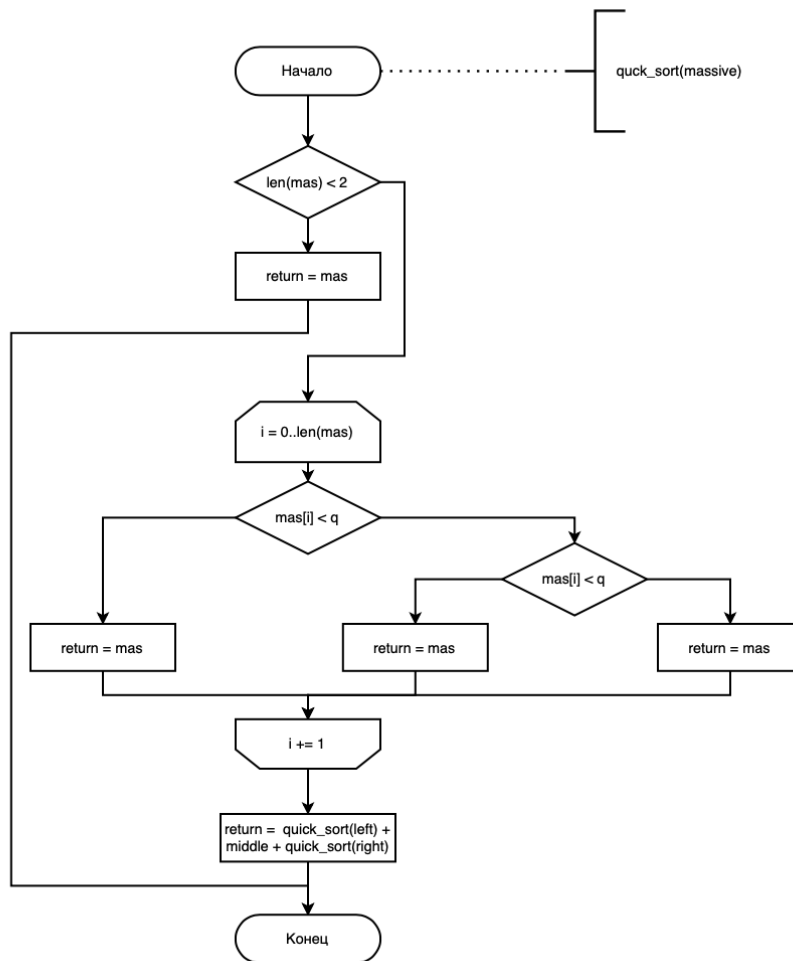 Начало
quck_sort(massive)
len(mas) < 2
return = mas
i = 0..len(mas)
mas[i] < q
mas[i] < q
return = mas
return = mas
return = mas
i += 1
return = quick_sort(left) +
middle + quick_sort(right)
Конец